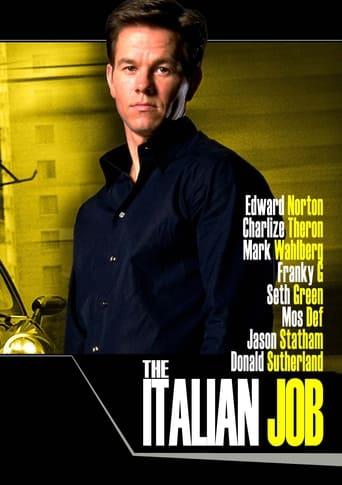 Edward Norton
Charlize Theron
Mark Wahlberg
Franky G
Seth Green
Mos Def
Jason Statham
Donald Sutherland
THE
ITALIAN JOB